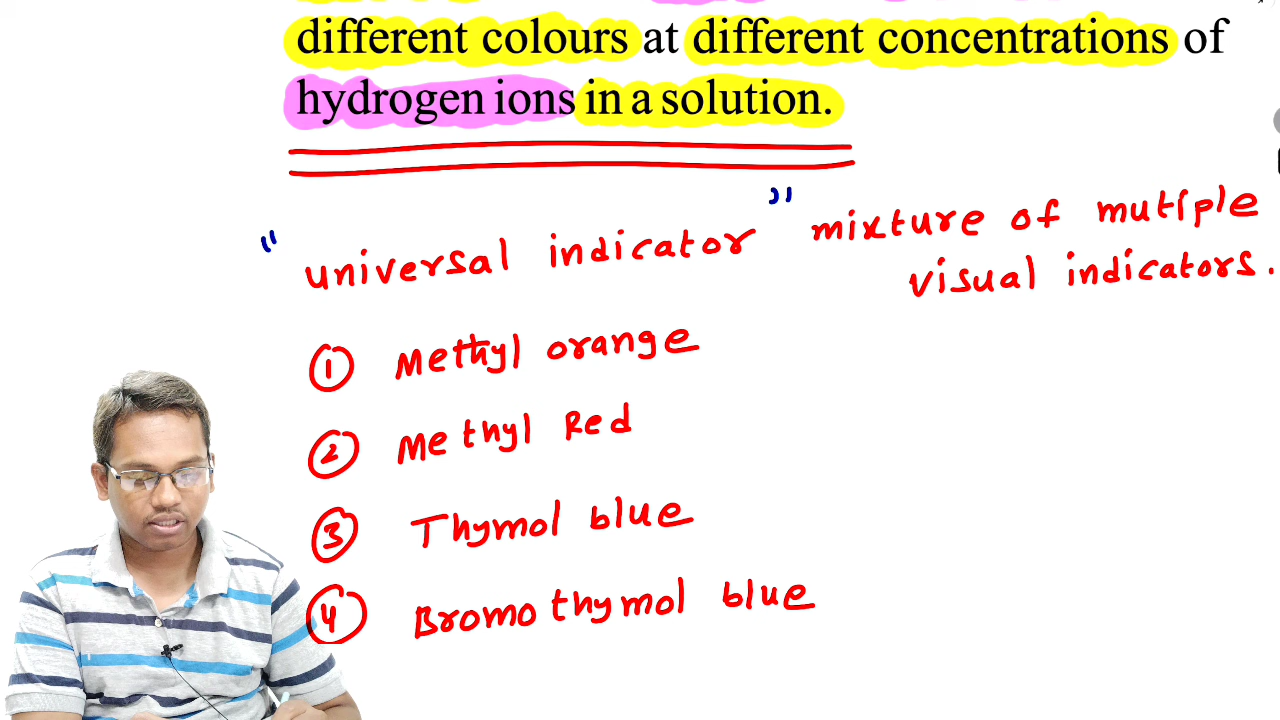 different colours at different concentrations of
hydrogen ions in a solution.
"universal indicator" mixture of mutiple
visual indicators.
1 Methyl orange
2 Methyl Red
3 Thymol blue
4 Bromothymol blue